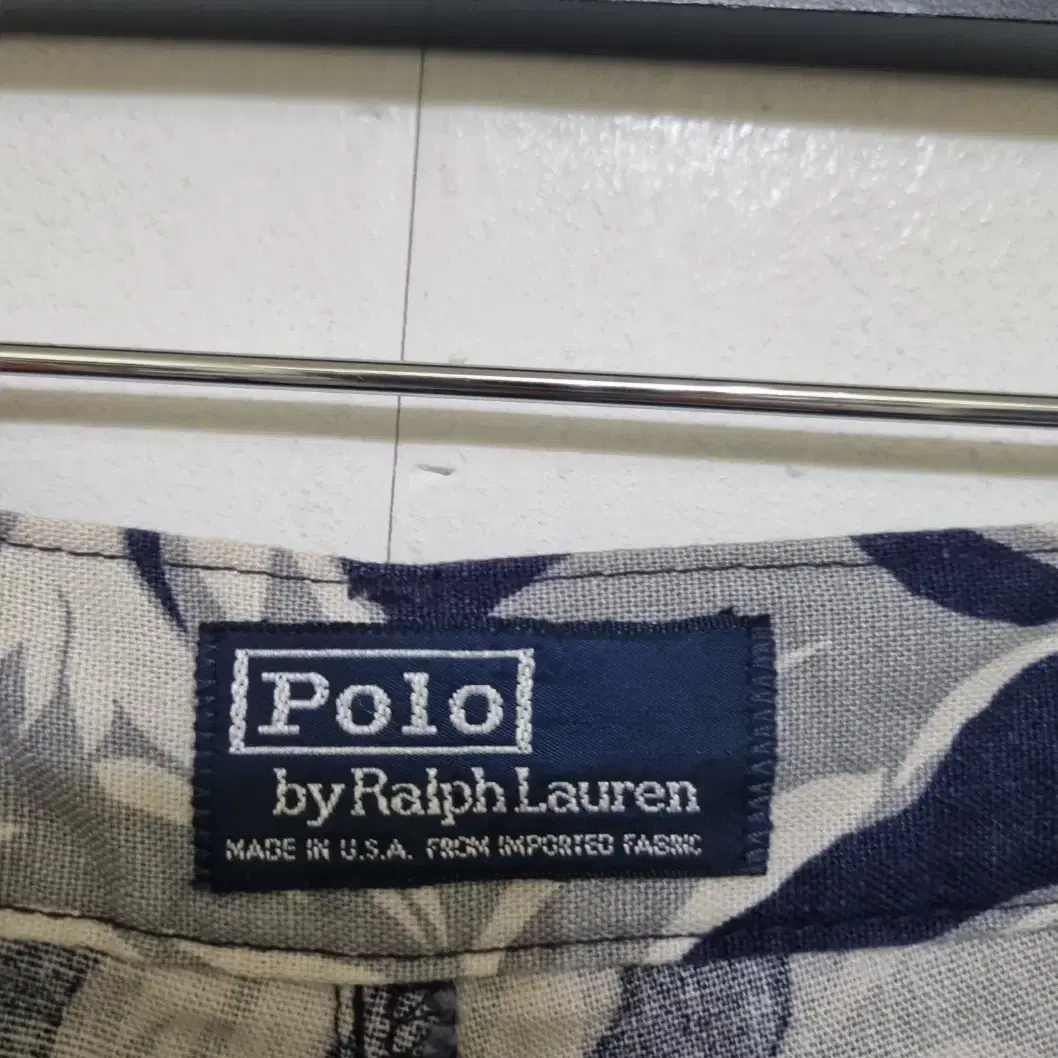 Polo
by Ralph Lauren
MADE IN U.S.A. FROM IMPORTED FABRIC